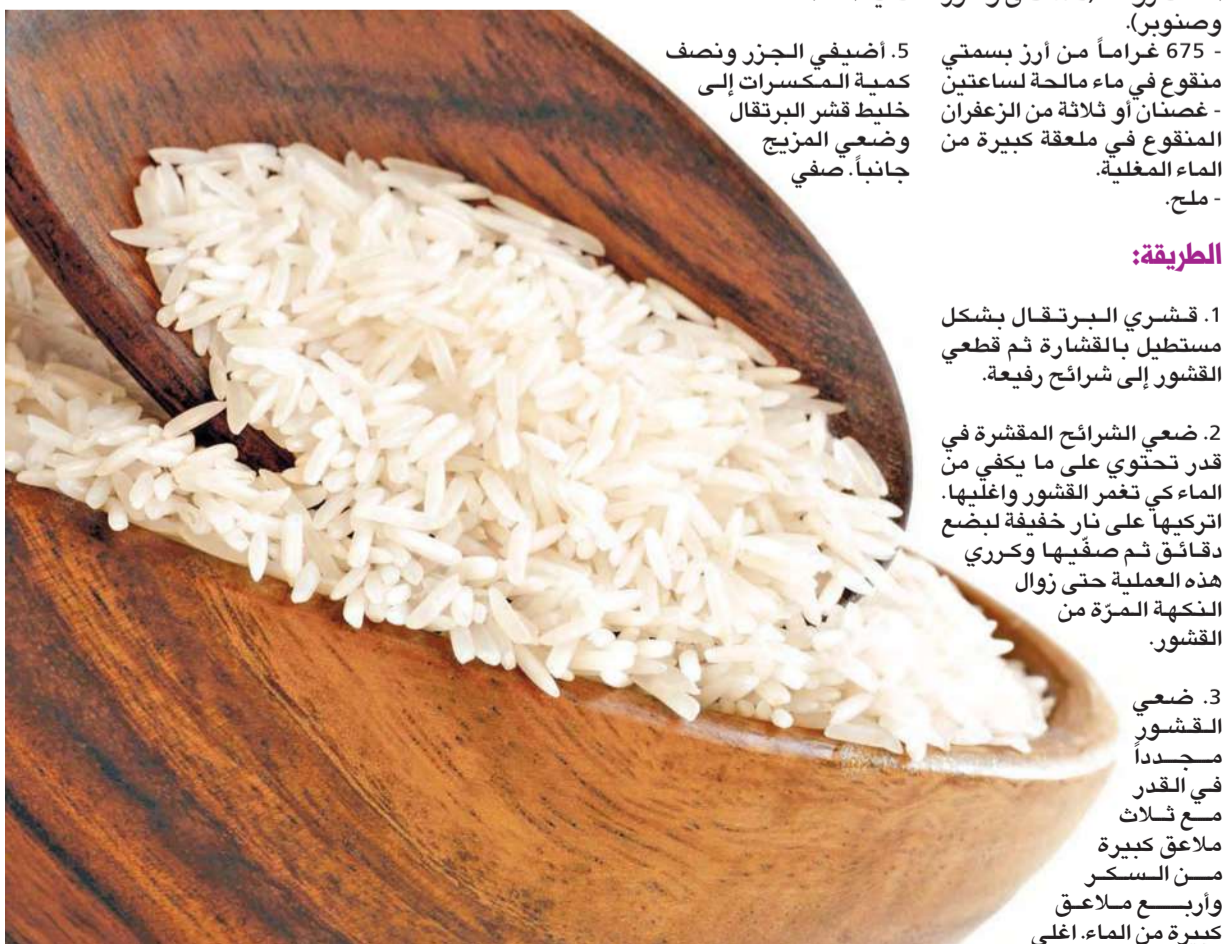 وصنوبر).
- 675 غراماً من أرز بسمتي
منقوع في ماء مالحة لساعتين
- غصنان أو ثلاثة من الزعفران
المنقوع في ملعقة كبيرة من
الماء المغلية.
- ملح.
الطريقة:
1. قشري البرتقال بشكل
مستطيل بالقشارة ثم قطعي
القشور إلى شرائح رفيعة.
2. ضعي الشرائح المقشرة في
قدر تحتوي على ما يكفي من
الماء كي تغمر القشور واغليها.
اتركيها على نار خفيفة لبضع
دقائق ثم صفّيها وكرري
هذه العملية حتى زوال
النكهة المرّة من
القشور.
3. ضعي
القشور
مجدداً
في القدر
مع ثلاث
ملاعق كبيرة
من السكر
وأربع ملاعق
كبيرة من الماء. اغلي
5. أضيفي الجزر ونصف
كمية المكسرات إلى
خليط قشر البرتقال
وضعي المزيج
جانباً. صفي